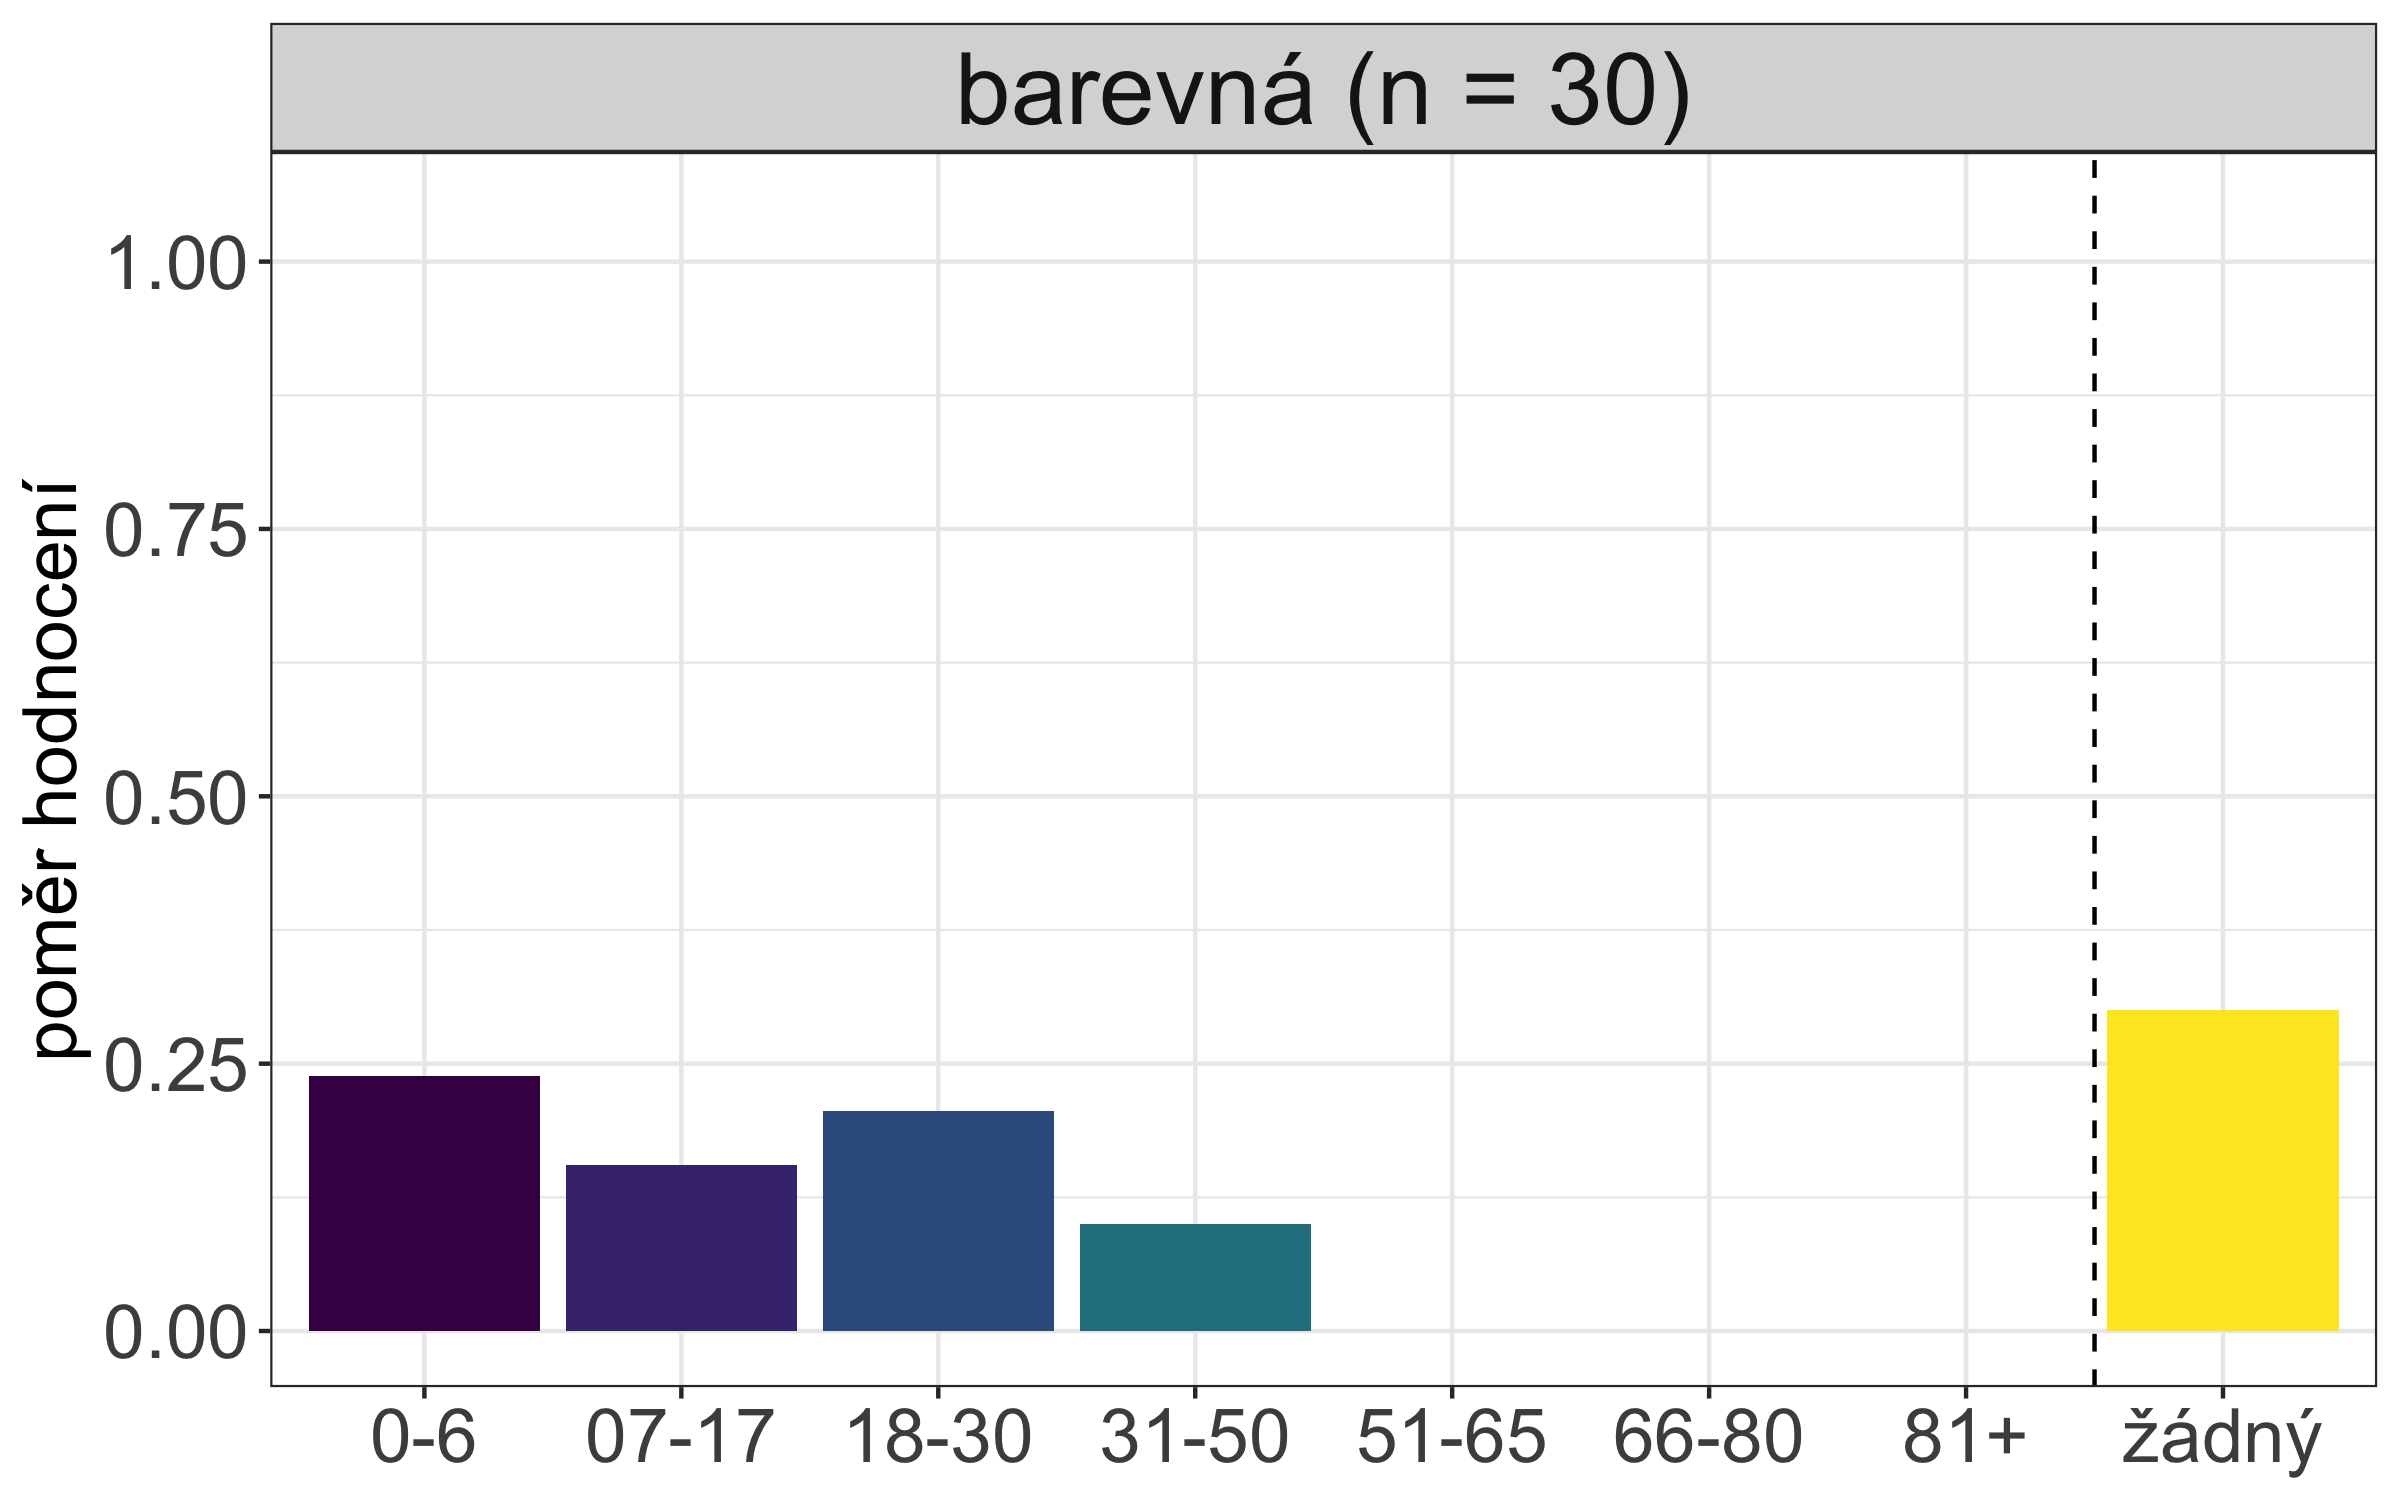 barevná (n = 30)
poměr hodnocení
1.00
0.75
0.50
0.25
0.00
0-6 07-17 18-30 31-50 51-65 66-80 81+ žádný